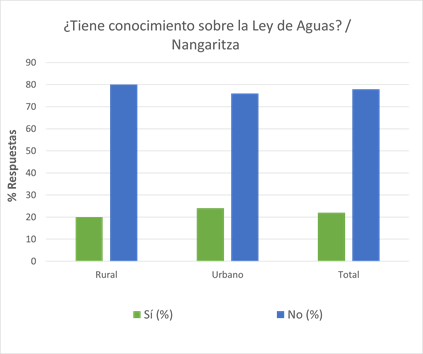 ¿Tiene conocimiento sobre la Ley de Aguas? /
Nangaritza
% Respuestas
90
80
70
60
50
40
30
20
10
0
Rural Urbano Total
Sí (%) No (%)